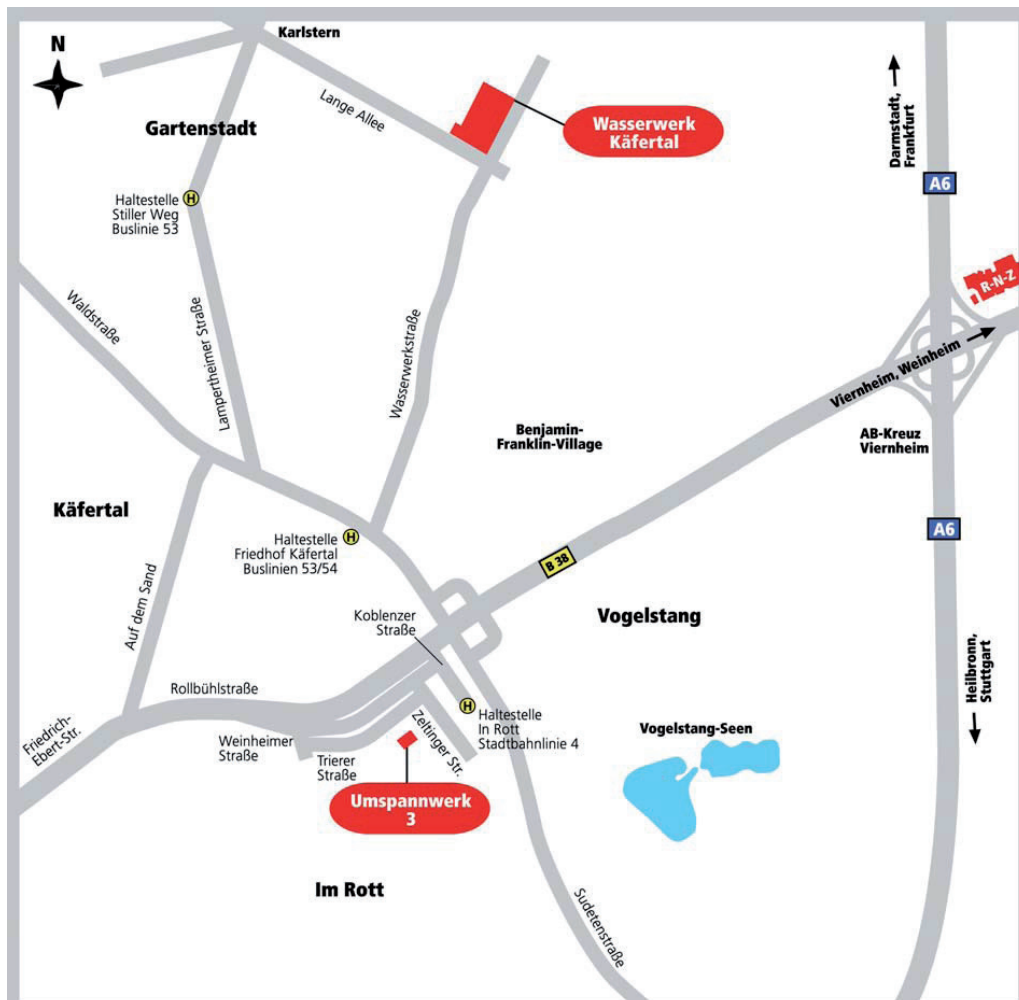 Karlstern
N
Lange Allee
Gartenstadt
Wasserwerk
Käfertal
Darmstadt,
Frankfurt
A6
H
Haltestelle
Stiller Weg
Buslinie 53
R-N-Z
Waldstraße
Lampertheimer Straße
Wasserwerkstraße
Viernheim, Weinheim
Benjamin-
Franklin-Village
AB-Kreuz
Viernheim
Käfertal
H
Haltestelle
Friedhof Käfertal
Buslinien 53/54
A6
B 38
Auf dem Sand
Koblenzer
Straße
Vogelstang
Rollbühlstraße
Heilbronn,
Stuttgart
H
Haltestelle
In Rott
Stadtbahnlinie 4
Friedrich-
Ebert-Str.
Weinheimer
Straße
Trierer
Straße
Zeltinger Str.
Vogelstang-Seen
Umspannwerk
3
Im Rott
Sudetenstraße